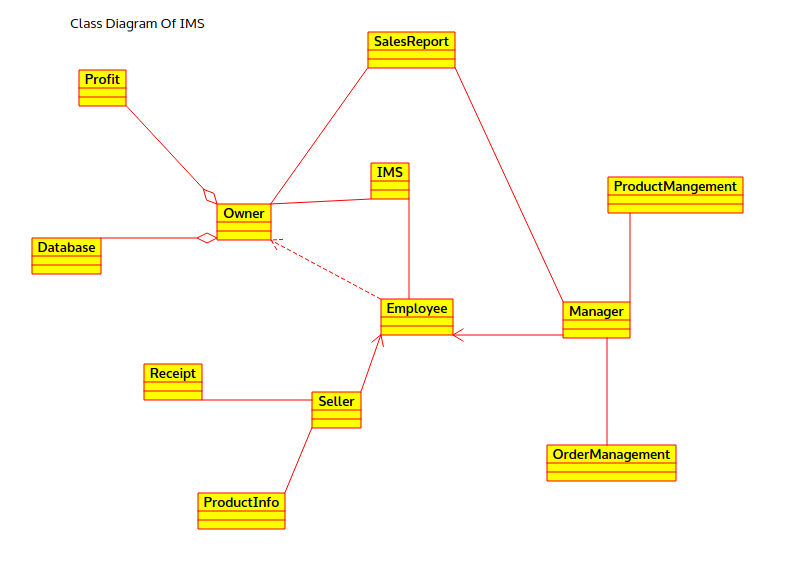 Class Diagram Of IMS
SalesReport
Profit
IMS
ProductMangement
Owner
Database
Employee
Manager
Receipt
Seller
OrderManagement
ProductInfo